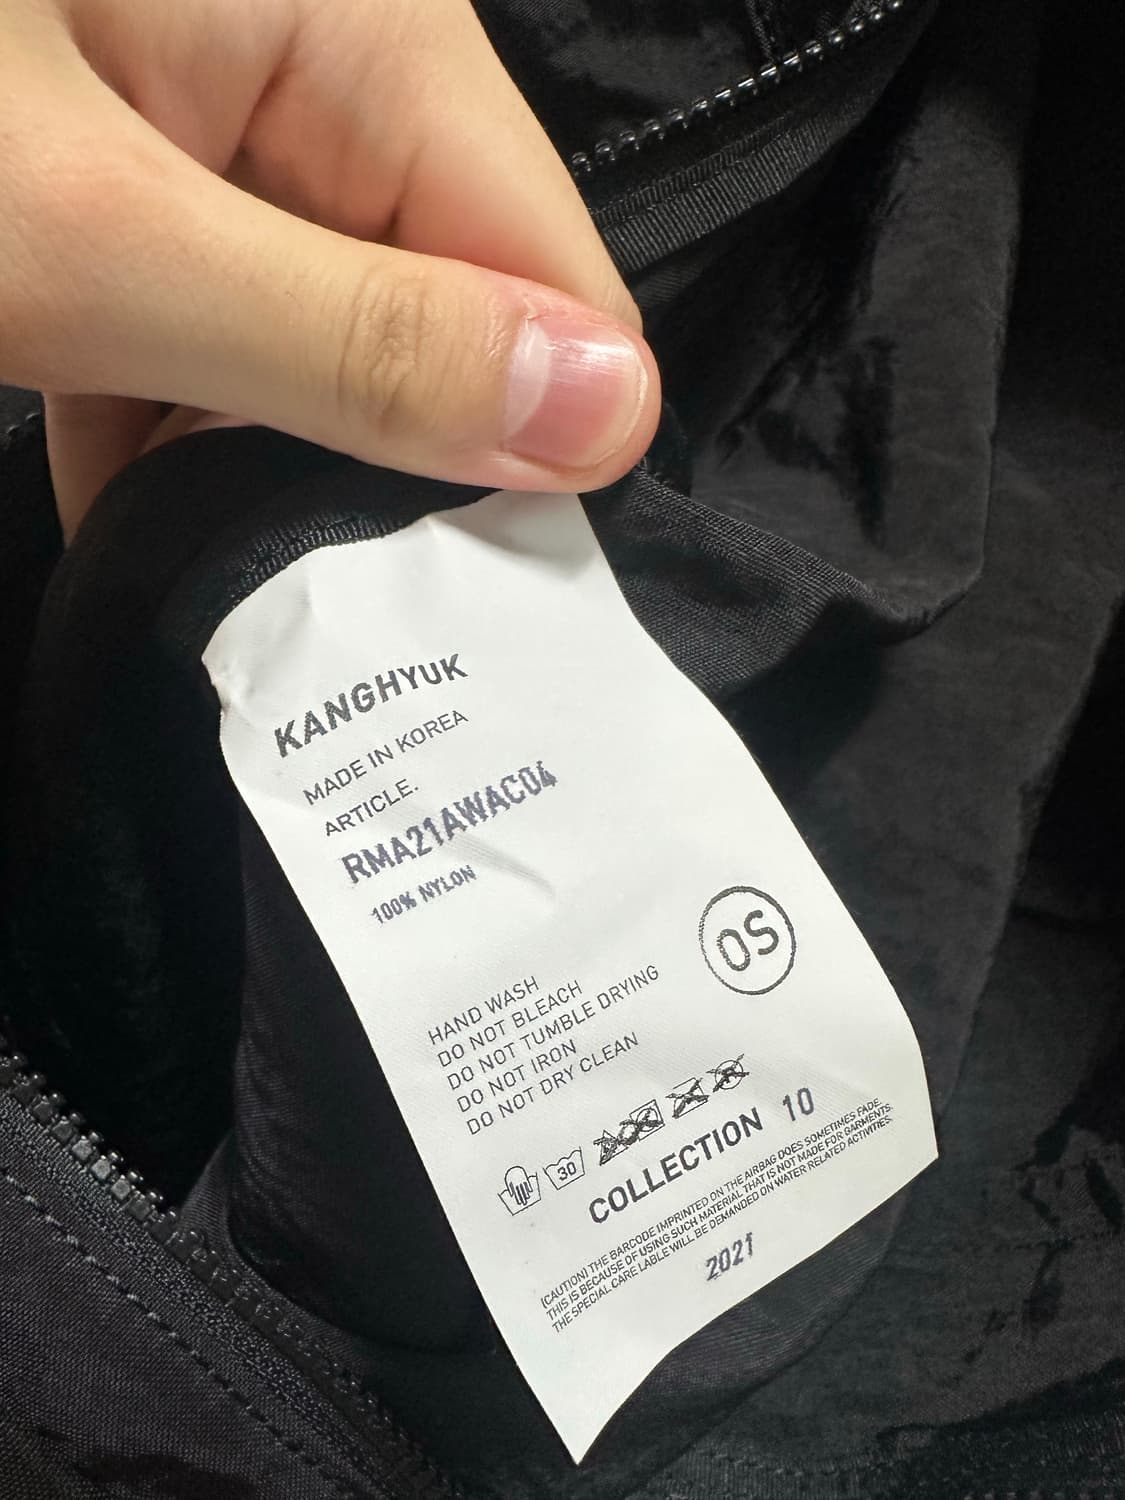 KANGHYUK
MADE IN KOREA
ARTICLE.
RMA21AWAC04
100% NYLON
OS
HAND WASH
DO NOT BLEACH
DO NOT TUMBLE DRYING
DO NOT IRON
DO NOT DRY CLEAN
30
COLLECTION 10
(CAUTION) THE BARCODE IMPRINTED ON THE AIRBAG DOES SOMETIMES FADE.
THIS IS BECAUSE OF USING SUCH MATERIAL THAT IS NOT MADE FOR GARMENTS.
THE SPECIAL CARE LABLE WILL BE DEMANDED ON WATER RELATED ACTIVITIES.
2021